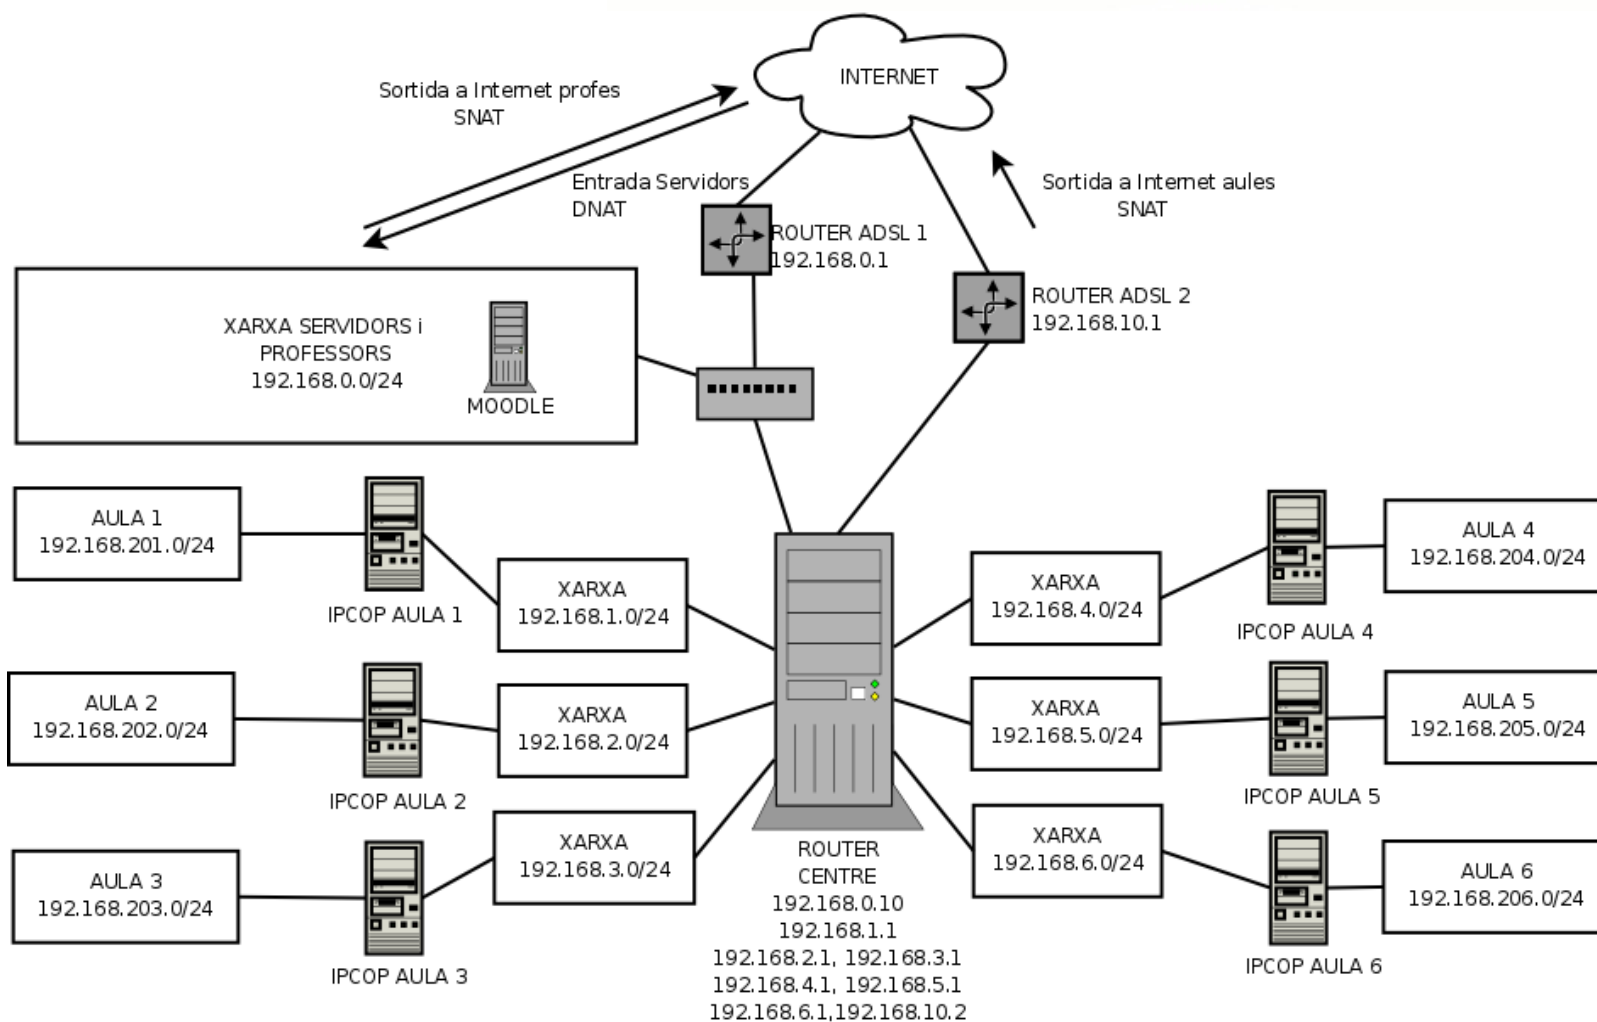 INTERNET
Sortida a Internet profes
SNAT
Entrada Servidors
DNAT
Sortida a Internet aules
SNAT
ROUTER ADSL 1
192.168.0.1
ROUTER ADSL 2
192.168.10.1
XARXA SERVIDORS i
PROFESSORS
192.168.0.0/24
MOODLE
AULA 1
192.168.201.0/24
IPCOP AULA 1
XARXA
192.168.1.0/24
XARXA
192.168.4.0/24
IPCOP AULA 4
AULA 4
192.168.204.0/24
AULA 2
192.168.202.0/24
IPCOP AULA 2
XARXA
192.168.2.0/24
XARXA
192.168.5.0/24
IPCOP AULA 5
AULA 5
192.168.205.0/24
AULA 3
192.168.203.0/24
IPCOP AULA 3
XARXA
192.168.3.0/24
XARXA
192.168.6.0/24
IPCOP AULA 6
AULA 6
192.168.206.0/24
ROUTER
CENTRE
192.168.0.10
192.168.1.1
192.168.2.1, 192.168.3.1
192.168.4.1, 192.168.5.1
192.168.6.1,192.168.10.2